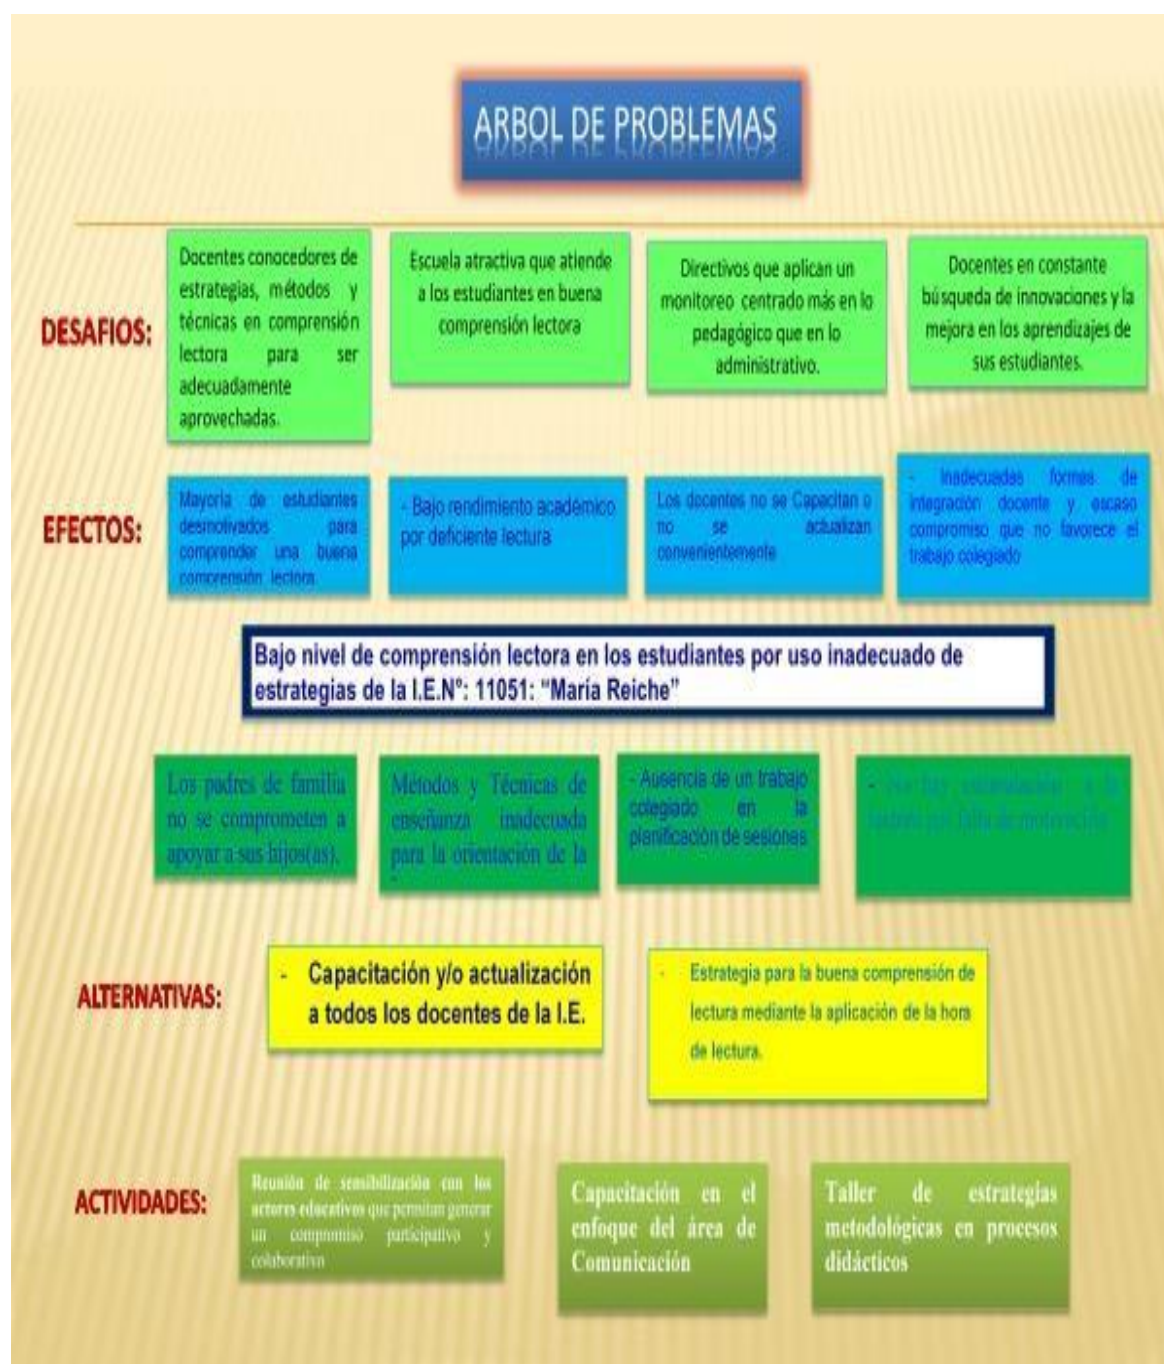 ARBOL DE PROBLEMAS
DESAFIOS:
Docentes conocedores de
estrategias, métodos y
técnicas en comprensión
lectora para ser
adecuadamente
aprovechadas.
Escuela atractiva que atiende
a los estudiantes en buena
comprensión lectora
Directivos que aplican un
monitoreo centrado más en lo
pedagógico que en lo
administrativo.
Docentes en constante
búsqueda de innovaciones y la
mejora en los aprendizajes de
sus estudiantes.
EFECTOS:
Mayoría de estudiantes
desmotivados para
comprender una buena
comprensión lectora.
- Bajo rendimiento académico
por deficiente lectura
Los docentes no se Capacitan o
no se actualizan
convenientemente
- Inadecuadas formas de
integración docente y escaso
compromiso que no favorece el
trabajo colegiado
Bajo nivel de comprensión lectora en los estudiantes por uso inadecuado de
estrategias de la I.E.N°: 11051: “María Reiche”
Los padres de familia
no se comprometen a
apoyar a sus hijos(as).
Métodos y Técnicas de
enseñanza inadecuada
para la orientación de la
- Ausencia de un trabajo
colegiado en la
planificación de sesiones
- No hay estimulación a la
por falta de motivación
ALTERNATIVAS:
- Capacitación y/o actualización
a todos los docentes de la I.E.
- Estrategia para la buena comprensión de
lectura mediante la aplicación de la hora
de lectura.
ACTIVIDADES:
Reunión de sensibilización con los
actores educativos que permitan generar
un compromiso participativo y
colaborativo
Capacitación en el
enfoque del área de
Comunicación
Taller de estrategias
metodológicas en procesos
didácticos